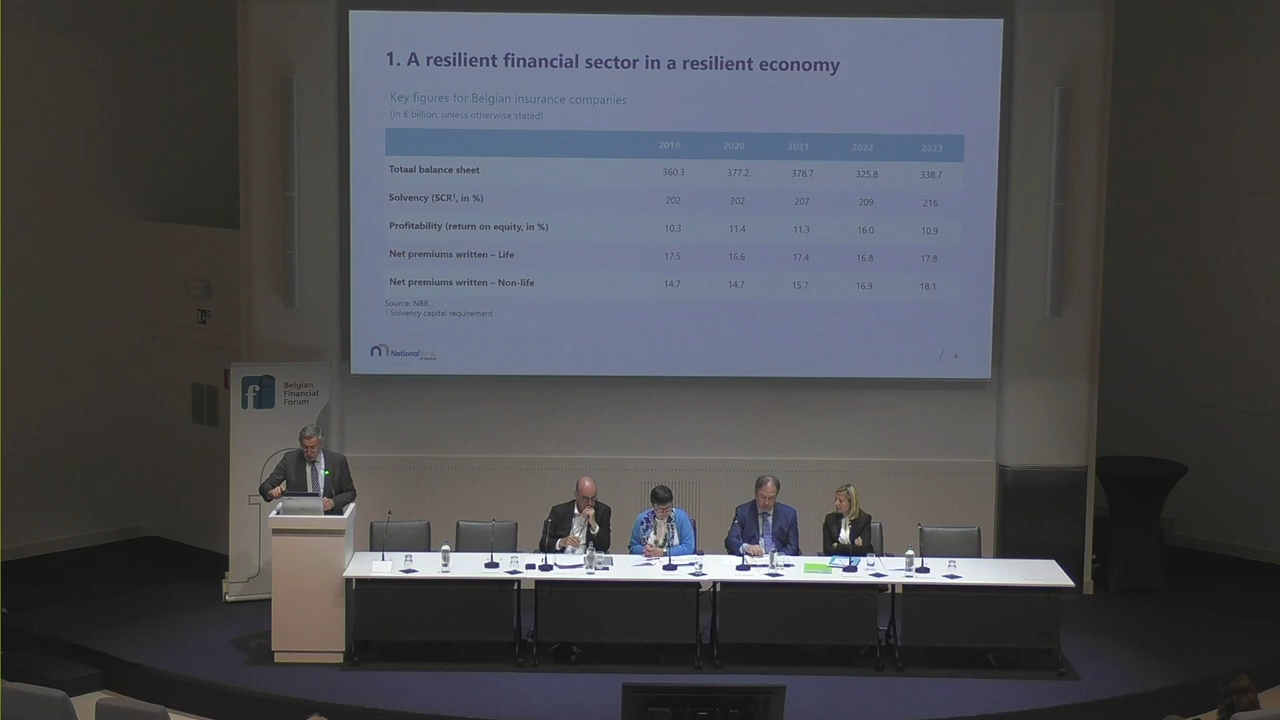 1. A resilient financial sector in a resilient economy
Key figures for Belgian insurance companies
(in € billion, unless otherwise stated)
2019 2020 2021 2022 2023
Totaal balance sheet 360.3 377.2 378.7 325.8 338.7
Solvency (SCR¹, in %) 202 202 207 209 216
Profitability (return on equity, in %) 10.3 11.4 11.3 16.0 10.9
Net premiums written – Life 17.5 16.6 17.4 16.8 17.8
Net premiums written – Non-life 14.7 14.7 15.7 16.9 18.1
Source: NBB.
¹ Solvency capital requirement
National Bank
/ 4
f
Belgian
Financial
Forum